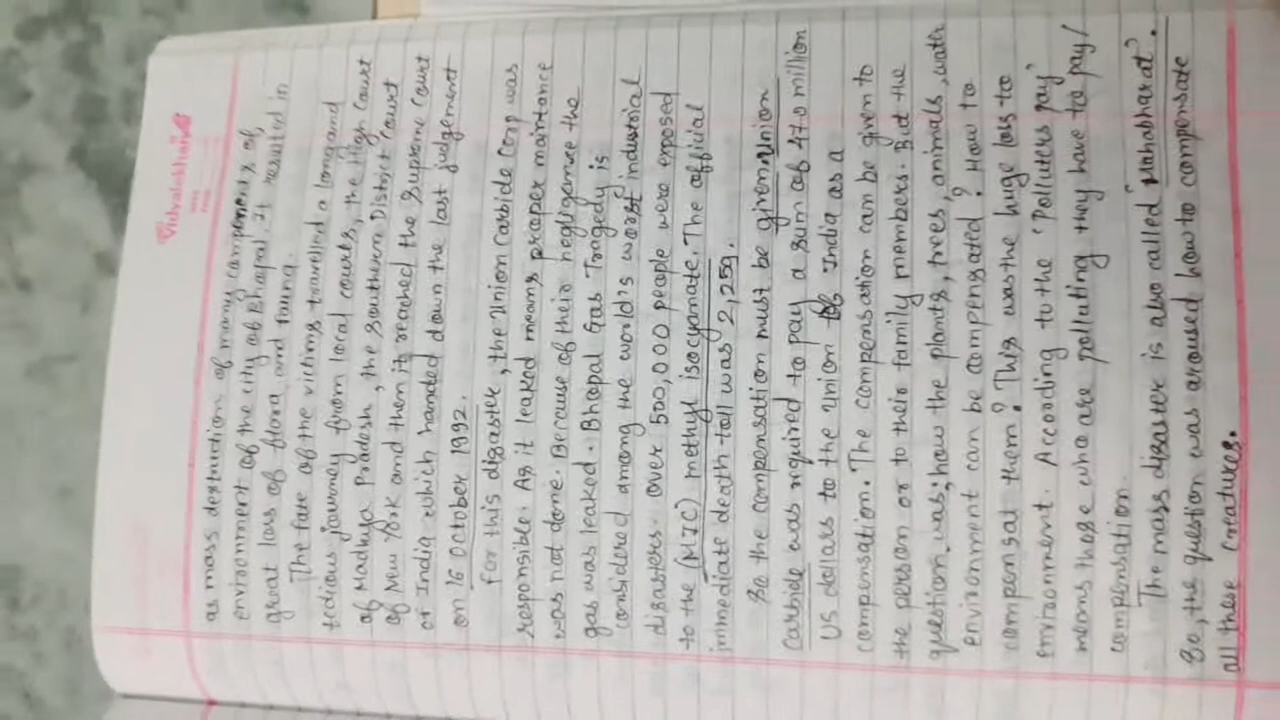 Vidyalakshmi
as mass destruction of many components of,
environment of the city of Bhopal. It resulted in
great loss of flora and fauna.
The fate of the victims travelled a long and
tedious journey from local courts, the High Court
of Madhya Pradesh, the southern District Court
of New York and then it reached the Supreme Court
of India which handed down the last judgement
on 16 October 1992.
For this disaster, the Union Carbide Corp was
responsible. As it leaked means proper maintance
was not done. Because of their negligence the
gas was leaked. Bhopal Gas Tragedy is
considered among the world's worst industrial
disasters. Over 500,000 people were exposed
to the (MIC) methyl isocyanate. The official
immediate death toll was 2,259.
So the compensation must be given. Union
Carbide was required to pay a sum of 470 million
US dollars to the Union of India as a
compensation. The compensation can be given to
the person or to their family members. But the
question was; how the plants, trees, animals, wath
environment can be compensated? How to
compensat them? This was the huge loss to
environment. According to the 'Polluters pay'
means those who are polluting they have to pay/
compensation.
The mass disaster is also called "Mahabharat".
So, the question was aroused how to compensate
all these creatures.